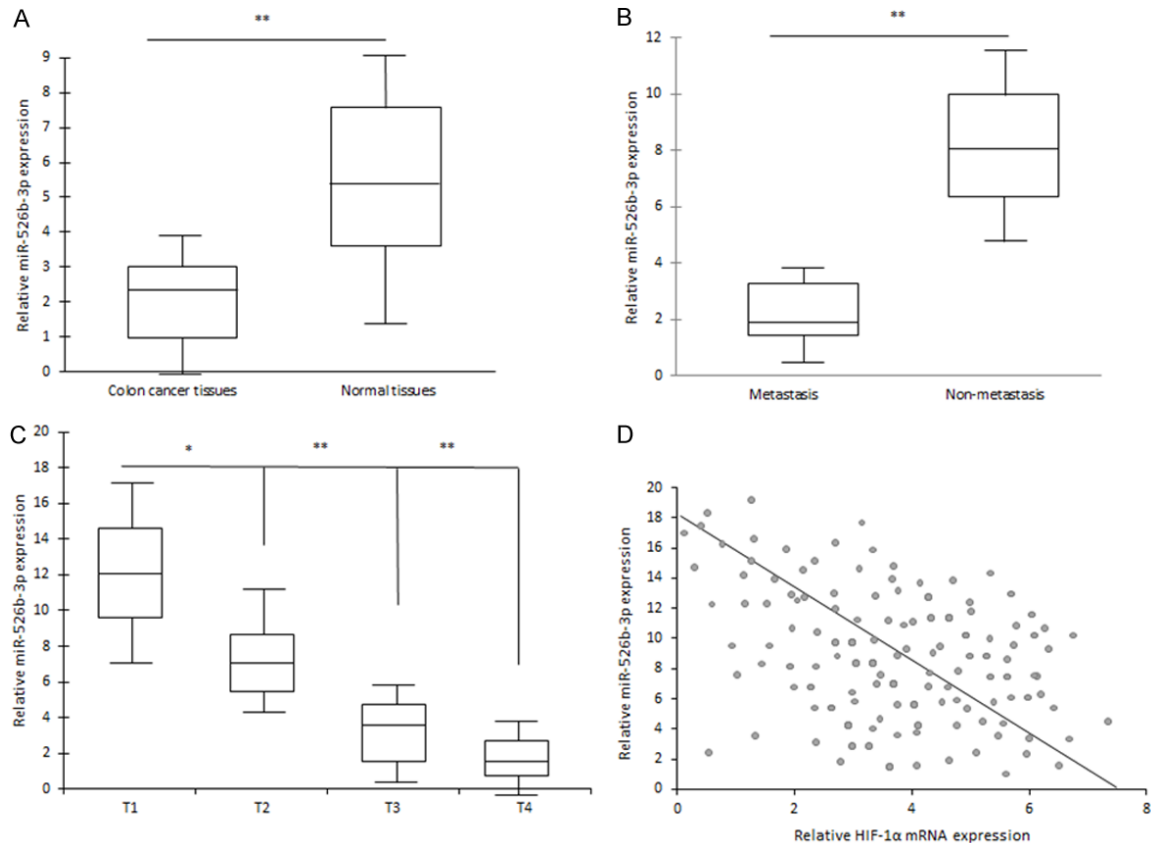 A
**
Relative miR-526b-3p expression
9
8
7
6
5
4
3
2
1
0
Colon cancer tissues
Normal tissues
B
**
Relative miR-526b-3p expression
12
10
8
6
4
2
0
Metastasis
Non-metastasis
C
*
**
**
Relative miR-526b-3p expression
20
18
16
14
12
10
8
6
4
2
0
T1
T2
T3
T4
D
Relative miR-526b-3p expression
20
18
16
14
12
10
8
6
4
2
0
0
2
4
6
8
Relative HIF-1α mRNA expression